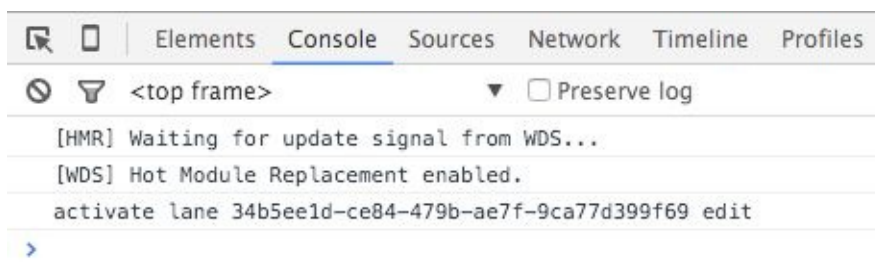 Elements Console Sources Network Timeline Profiles
<top frame> ▼ Preserve log
[HMR] Waiting for update signal from WDS...
[WDS] Hot Module Replacement enabled.
activate lane 34b5ee1d-ce84-479b-ae7f-9ca77d399f69 edit
>